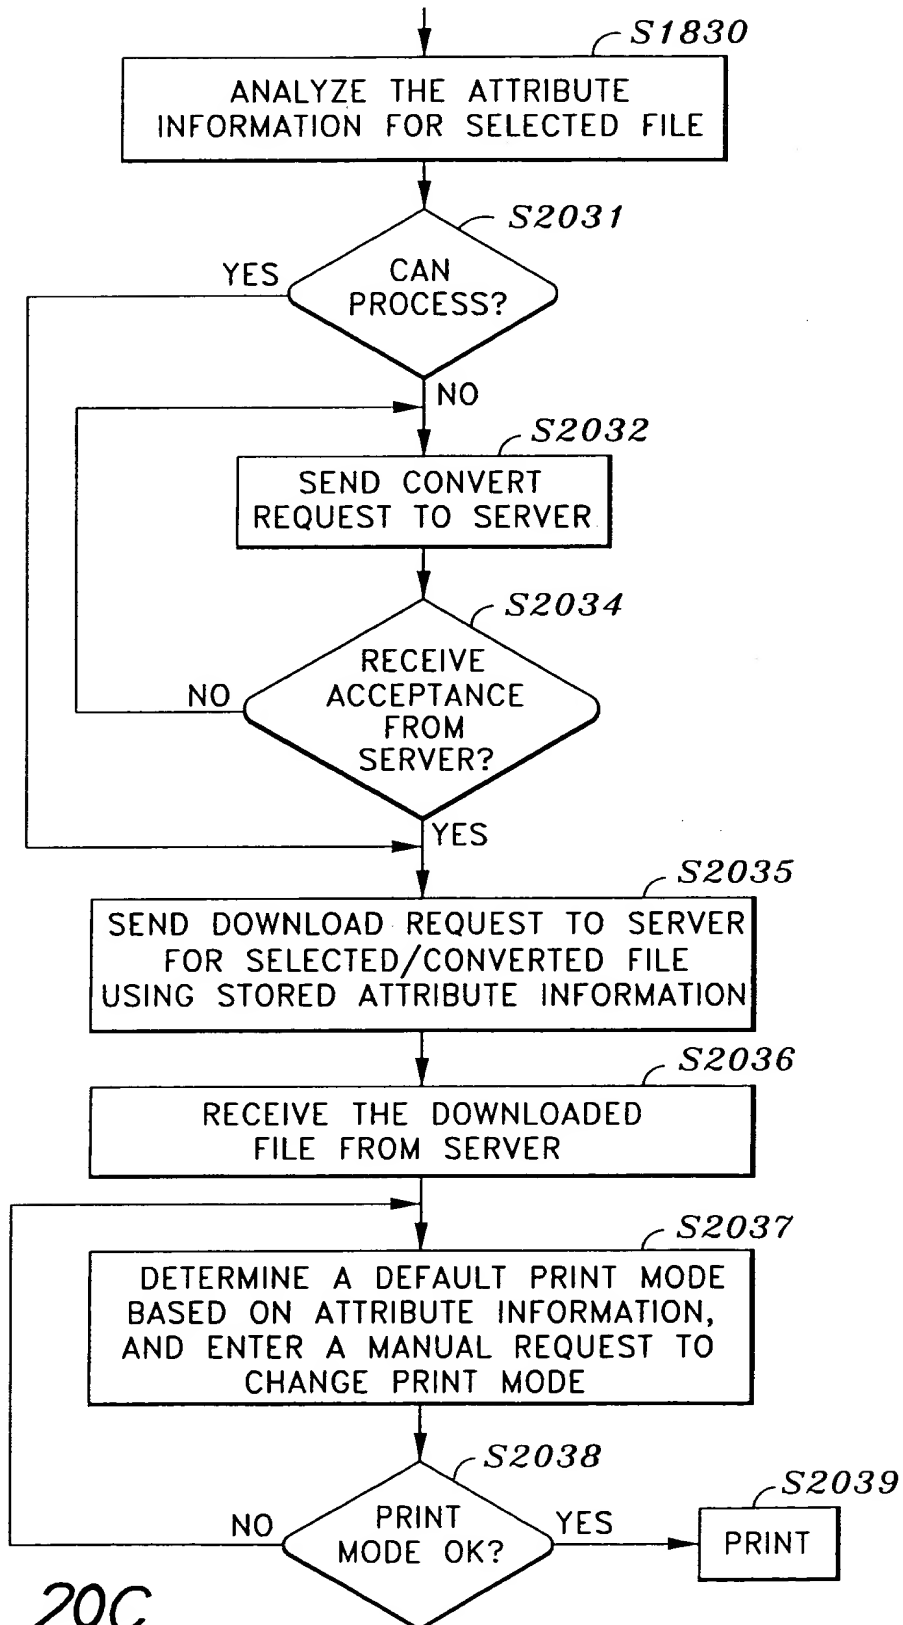 S1830
ANALYZE THE ATTRIBUTE
INFORMATION FOR SELECTED FILE
S2031
YES
CAN
PROCESS?
NO
S2032
SEND CONVERT
REQUEST TO SERVER
S2034
RECEIVE
ACCEPTANCE
FROM
SERVER?
NO
YES
S2035
SEND DOWNLOAD REQUEST TO SERVER
FOR SELECTED/CONVERTED FILE
USING STORED ATTRIBUTE INFORMATION
S2036
RECEIVE THE DOWNLOADED
FILE FROM SERVER
S2037
DETERMINE A DEFAULT PRINT MODE
BASED ON ATTRIBUTE INFORMATION,
AND ENTER A MANUAL REQUEST TO
CHANGE PRINT MODE
S2038
NO
PRINT
MODE OK?
YES
S2039
PRINT
20C